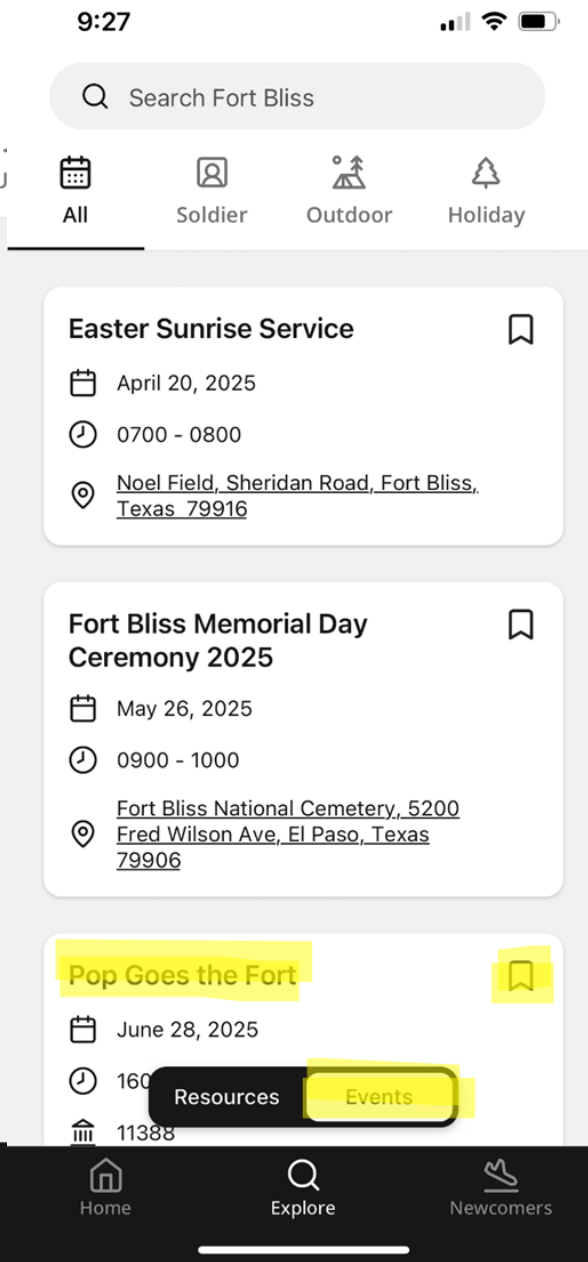 9:27
Search Fort Bliss
All Soldier Outdoor Holiday
Easter Sunrise Service
April 20, 2025
0700 - 0800
Noel Field, Sheridan Road, Fort Bliss,
Texas 79916
Fort Bliss Memorial Day
Ceremony 2025
May 26, 2025
0900 - 1000
Fort Bliss National Cemetery, 5200
Fred Wilson Ave, El Paso, Texas
79906
Pop Goes the Fort
June 28, 2025
Resources Events
11388
Home Explore Newcomers